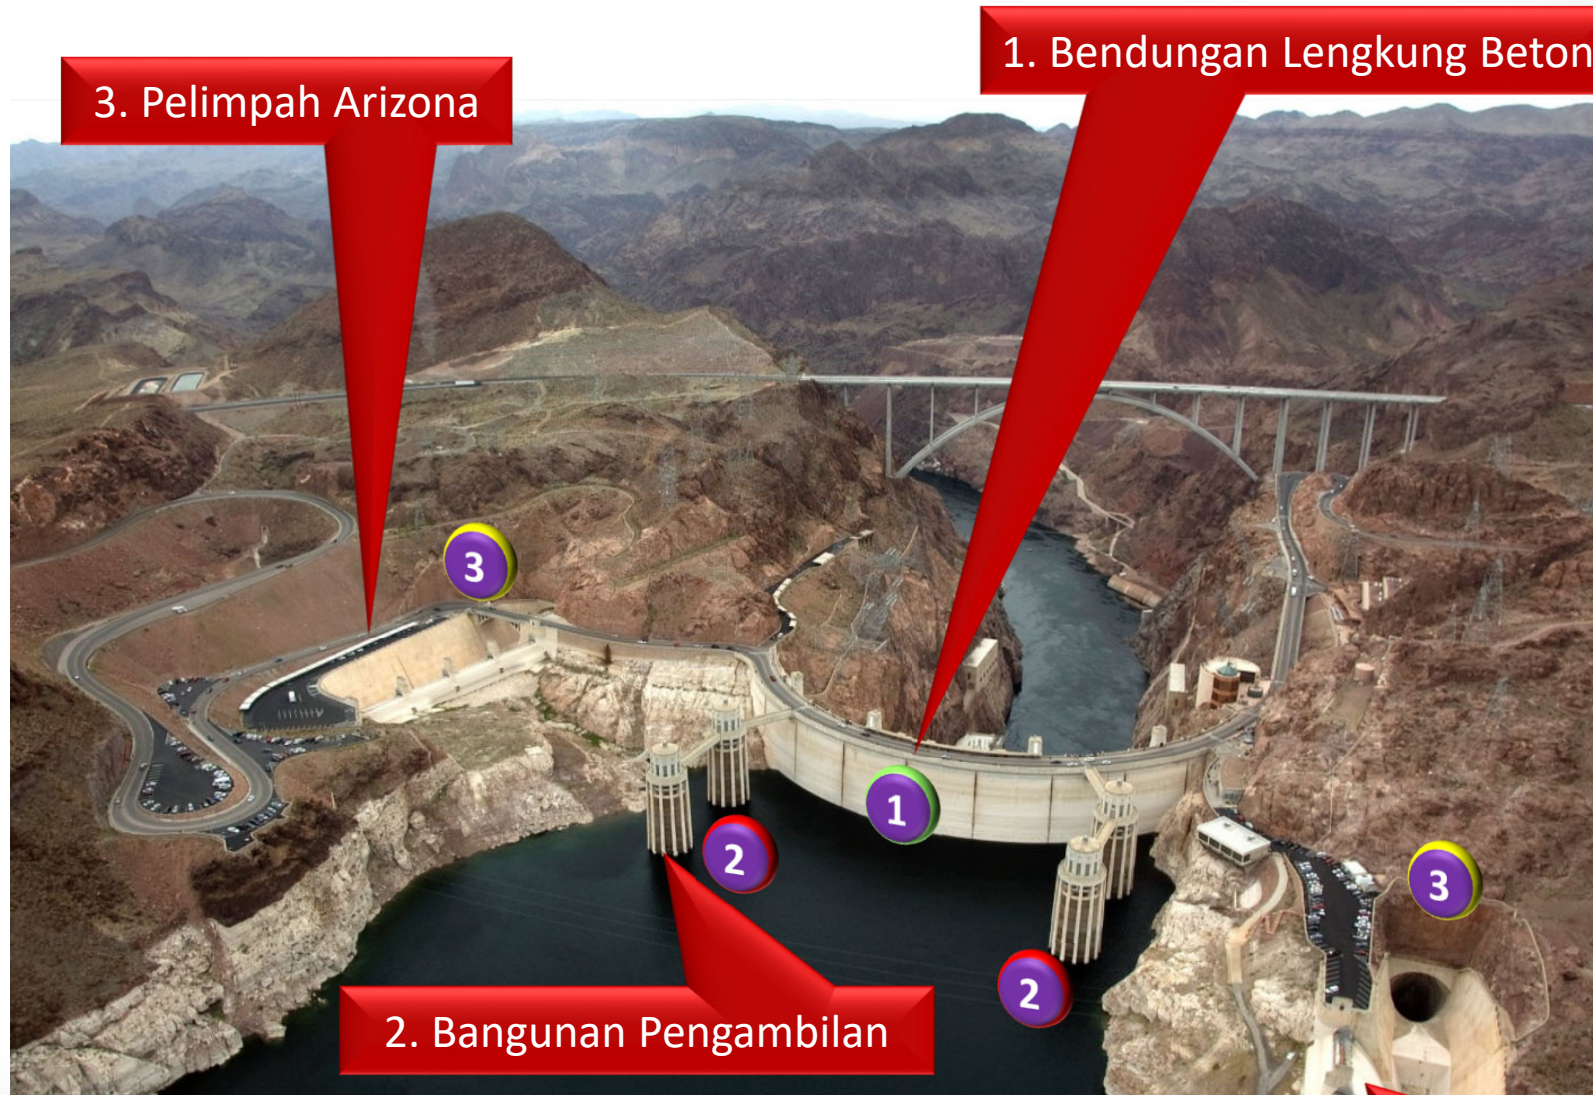 1. Bendungan Lengkung Beton
3. Pelimpah Arizona
3
1
2
3
2
2. Bangunan Pengambilan